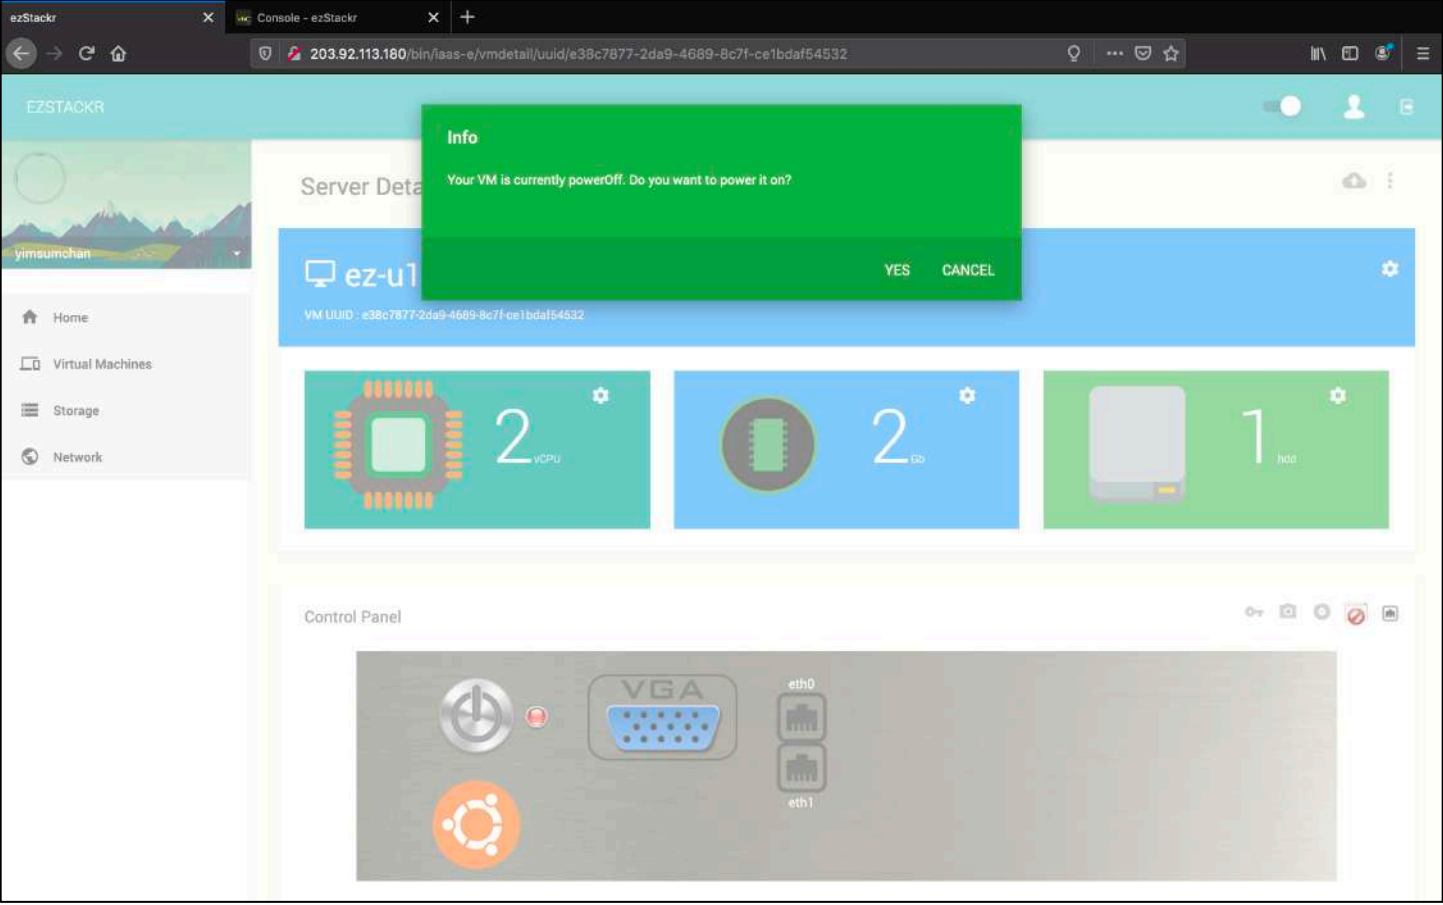 ezStackr
Console - ezStackr
203.92.113.180/bin/iaas-e/vmdetail/uuid/e38c7877-2da9-4689-8c7f-ce1bdaf54532
EZSTACKR
Info
Your VM is currently powerOff. Do you want to power it on?
YES CANCEL
Server Deta
yimsumchan
ez-u1
VM UUID : e38c7877-2da9-4689-8c7f-ce1bdaf54532
Home
Virtual Machines
Storage
Network
2 vCPU
2 Gb
1 hdd
Control Panel
VGA
eth0
eth1